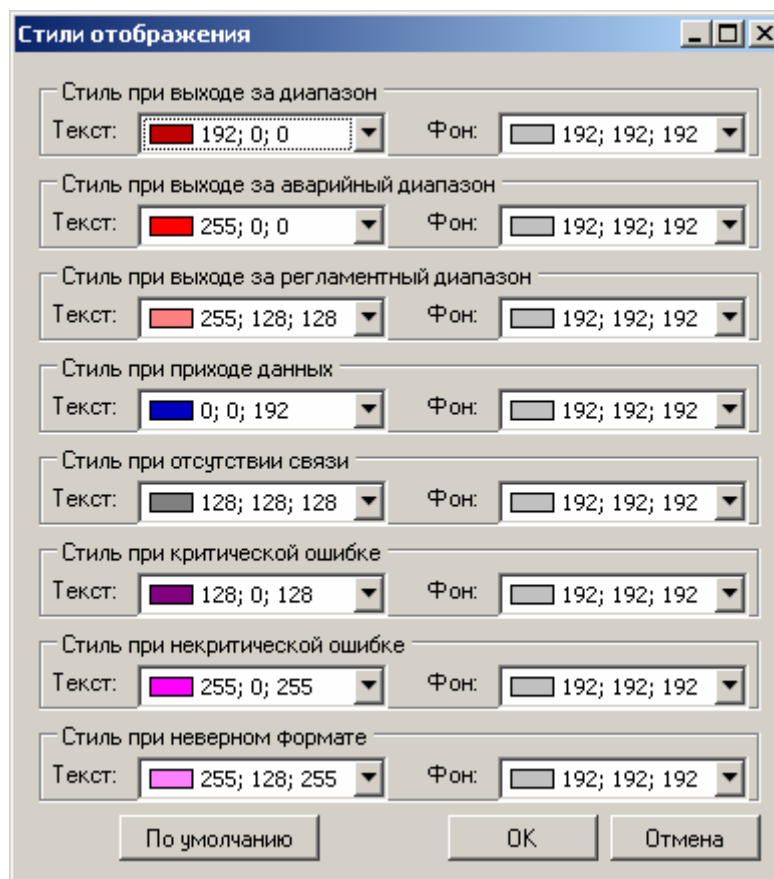 Стили отображения
Стиль при выходе за диапазон
Текст: 192; 0; 0 Фон: 192; 192; 192
Стиль при выходе за аварийный диапазон
Текст: 255; 0; 0 Фон: 192; 192; 192
Стиль при выходе за регламентный диапазон
Текст: 255; 128; 128 Фон: 192; 192; 192
Стиль при приходе данных
Текст: 0; 0; 192 Фон: 192; 192; 192
Стиль при отсутствии связи
Текст: 128; 128; 128 Фон: 192; 192; 192
Стиль при критической ошибке
Текст: 128; 0; 128 Фон: 192; 192; 192
Стиль при некритической ошибке
Текст: 255; 0; 255 Фон: 192; 192; 192
Стиль при неверном формате
Текст: 255; 128; 255 Фон: 192; 192; 192
По умолчанию OK Отмена